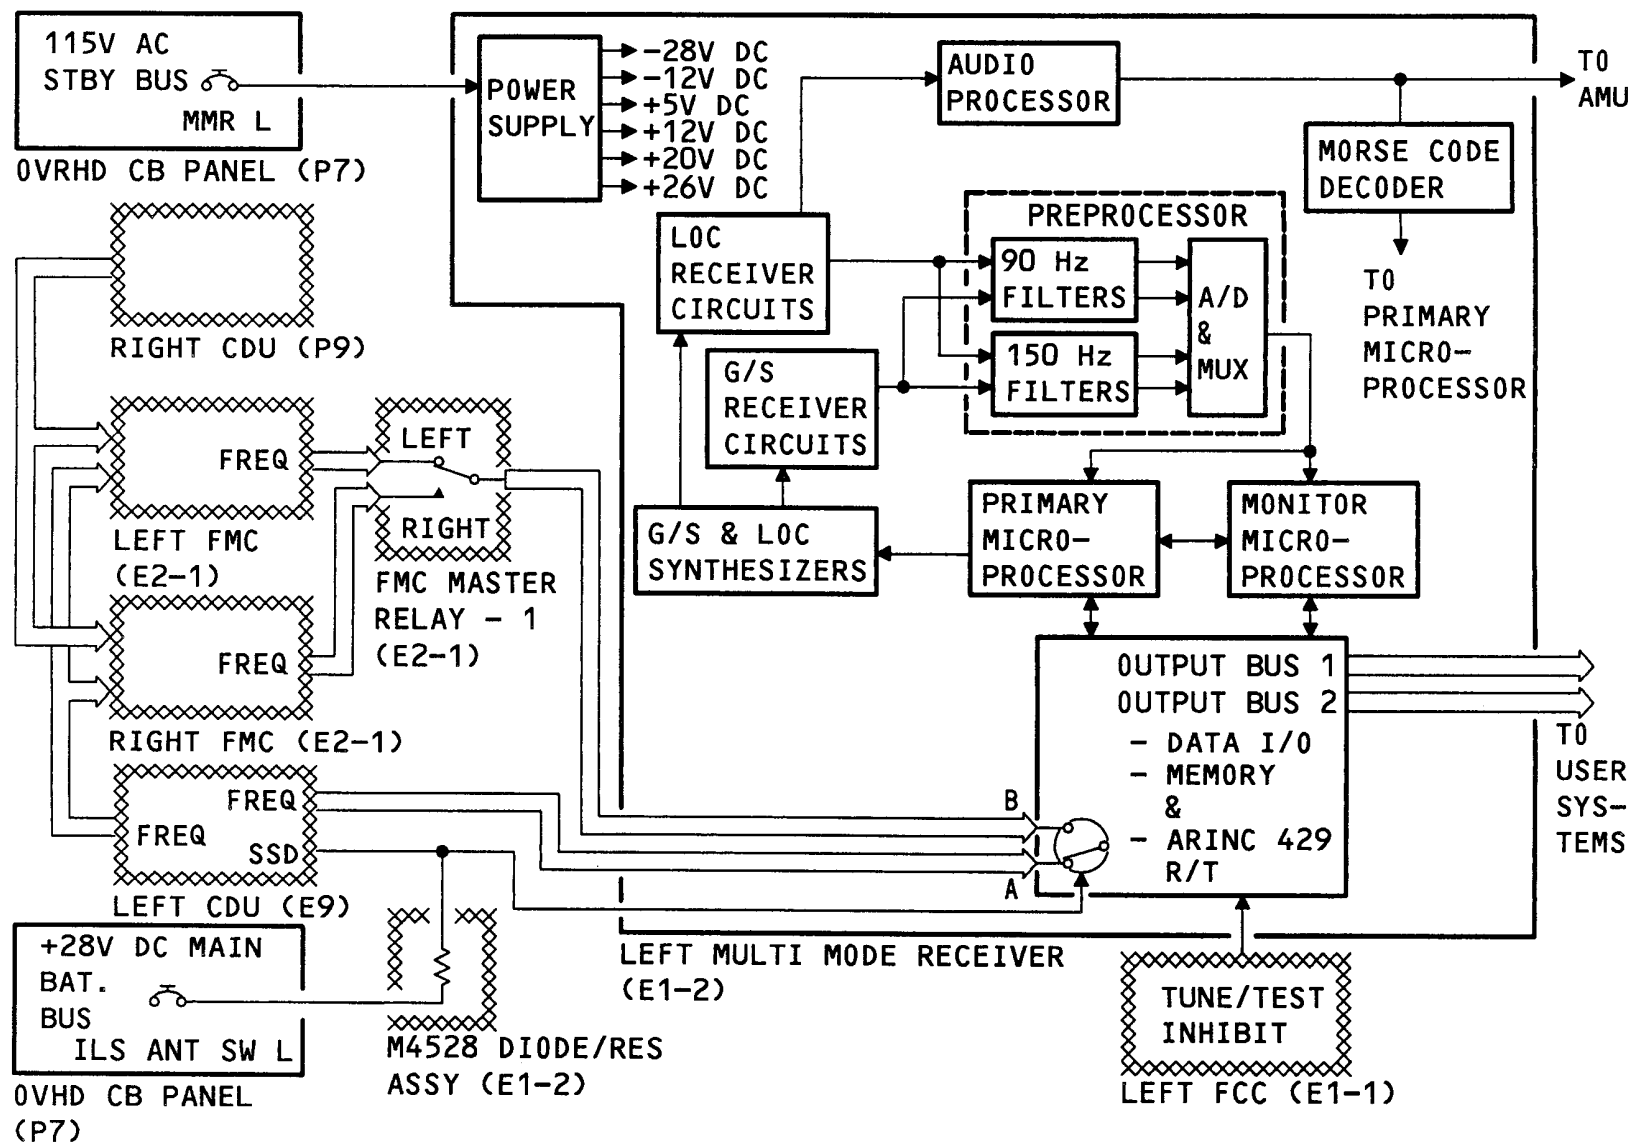 115V AC
STBY BUS
MMR L
OVRHD CB PANEL (P7)
POWER
SUPPLY
-28V DC
-12V DC
+5V DC
+12V DC
+20V DC
+26V DC
AUDIO
PROCESSOR
TO
AMU
MORSE CODE
DECODER
TO
PRIMARY
MICRO-
PROCESSOR
LOC
RECEIVER
CIRCUITS
PREPROCESSOR
90 Hz
FILTERS
150 Hz
FILTERS
A/D
&
MUX
G/S
RECEIVER
CIRCUITS
RIGHT CDU (P9)
FREQ
LEFT FMC
(E2-1)
LEFT
RIGHT
FMC MASTER
RELAY - 1
(E2-1)
G/S & LOC
SYNTHESIZERS
PRIMARY
MICRO-
PROCESSOR
MONITOR
MICRO-
PROCESSOR
FREQ
RIGHT FMC (E2-1)
OUTPUT BUS 1
OUTPUT BUS 2
- DATA I/O
- MEMORY
&
- ARINC 429
R/T
TO
USER
SYS-
TEMS
B
A
FREQ
FREQ
SSD
LEFT CDU (E9)
+28V DC MAIN
BAT.
BUS
ILS ANT SW L
OVHD CB PANEL
(P7)
M4528 DIODE/RES
ASSY (E1-2)
LEFT MULTI MODE RECEIVER
(E1-2)
TUNE/TEST
INHIBIT
LEFT FCC (E1-1)